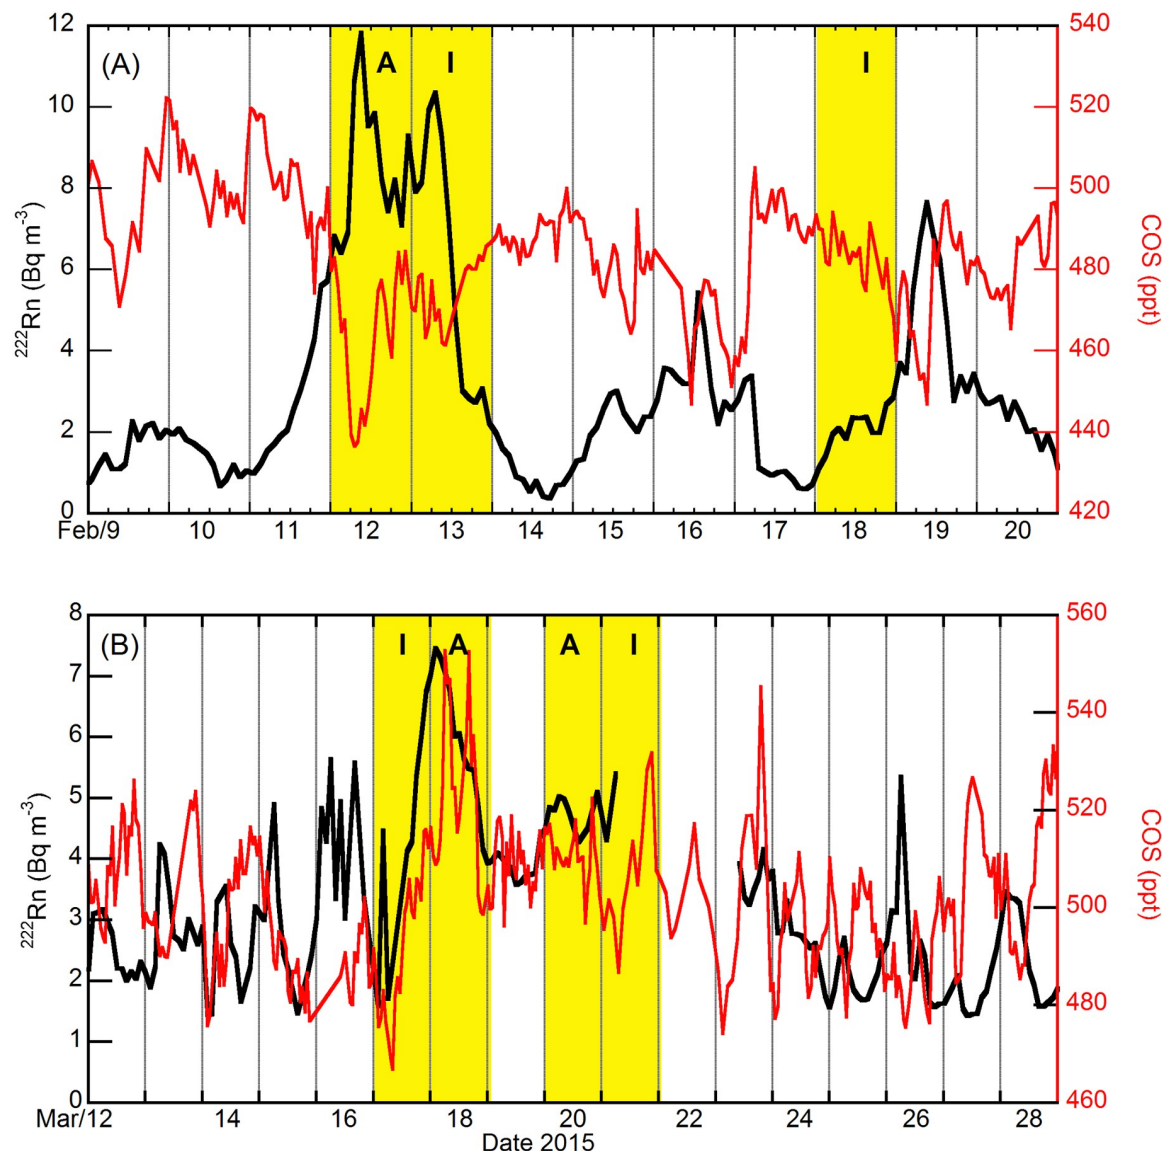 (A)
A
I
I
12
10
8
6
4
2
0
²²²Rn (Bq m⁻³)
540
520
500
480
460
440
420
COS (ppt)
Feb/9 10 11 12 13 14 15 16 17 18 19 20
(B)
I
A
A
I
8
7
6
5
4
3
2
1
0
²²²Rn (Bq m⁻³)
560
540
520
500
480
460
COS (ppt)
Mar/12 14 16 18 20 22 24 26 28
Date 2015